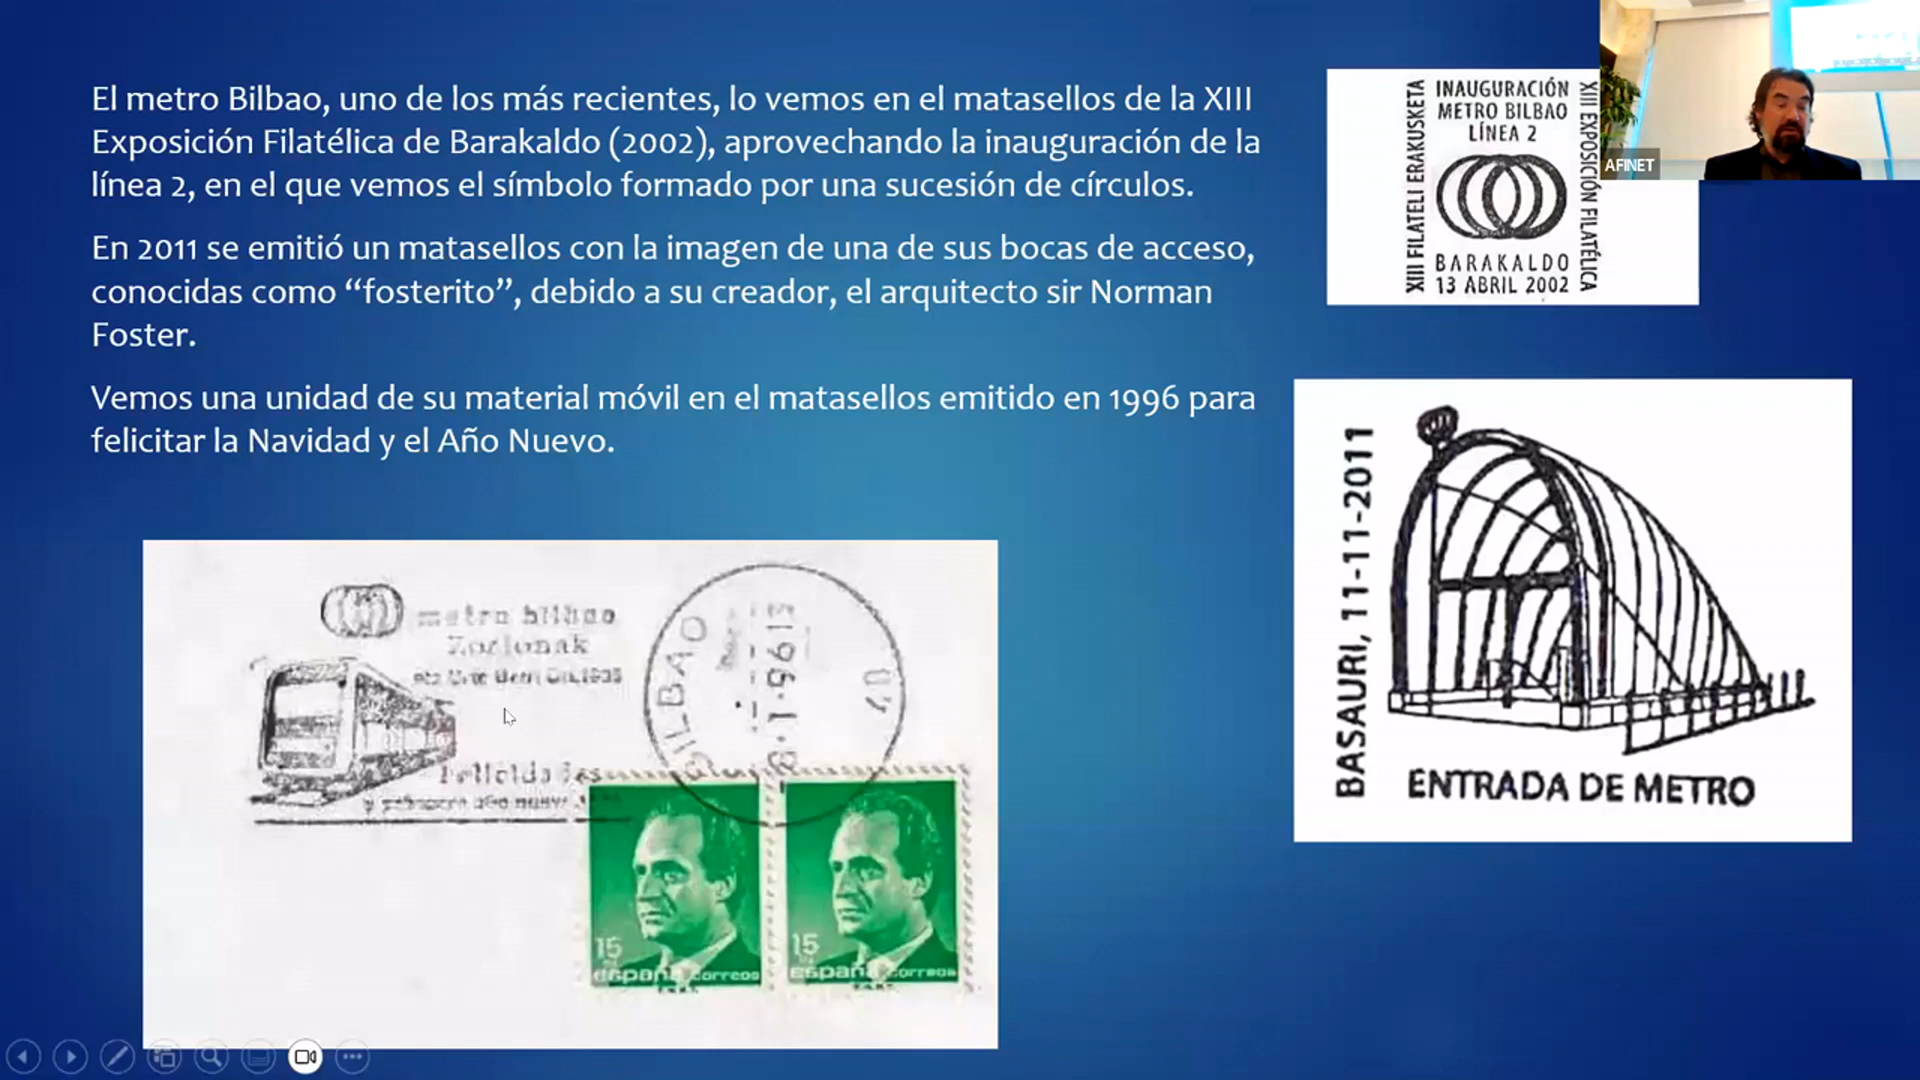 El metro Bilbao, uno de los más recientes, lo vemos en el matasellos de la XIII
Exposición Filatélica de Barakaldo (2002), aprovechando la inauguración de la
línea 2, en el que vemos el símbolo formado por una sucesión de círculos.
En 2011 se emitió un matasellos con la imagen de una de sus bocas de acceso,
conocidas como “fosterito”, debido a su creador, el arquitecto sir Norman
Foster.
Vemos una unidad de su material móvil en el matasellos emitido en 1996 para
felicitar la Navidad y el Año Nuevo.
XIII FILATELI ERAKUSKETA
INAUGURACIÓN
METRO BILBAO
LÍNEA 2
BARAKALDO
13 ABRIL 2002
XIII EXPOSICIÓN FILATÉLICA
AFINET
BASAURI, 11-11-2011
ENTRADA DE METRO
metro bilbao
Zorionak
BILBAO
15
españa correos
15
españa correos